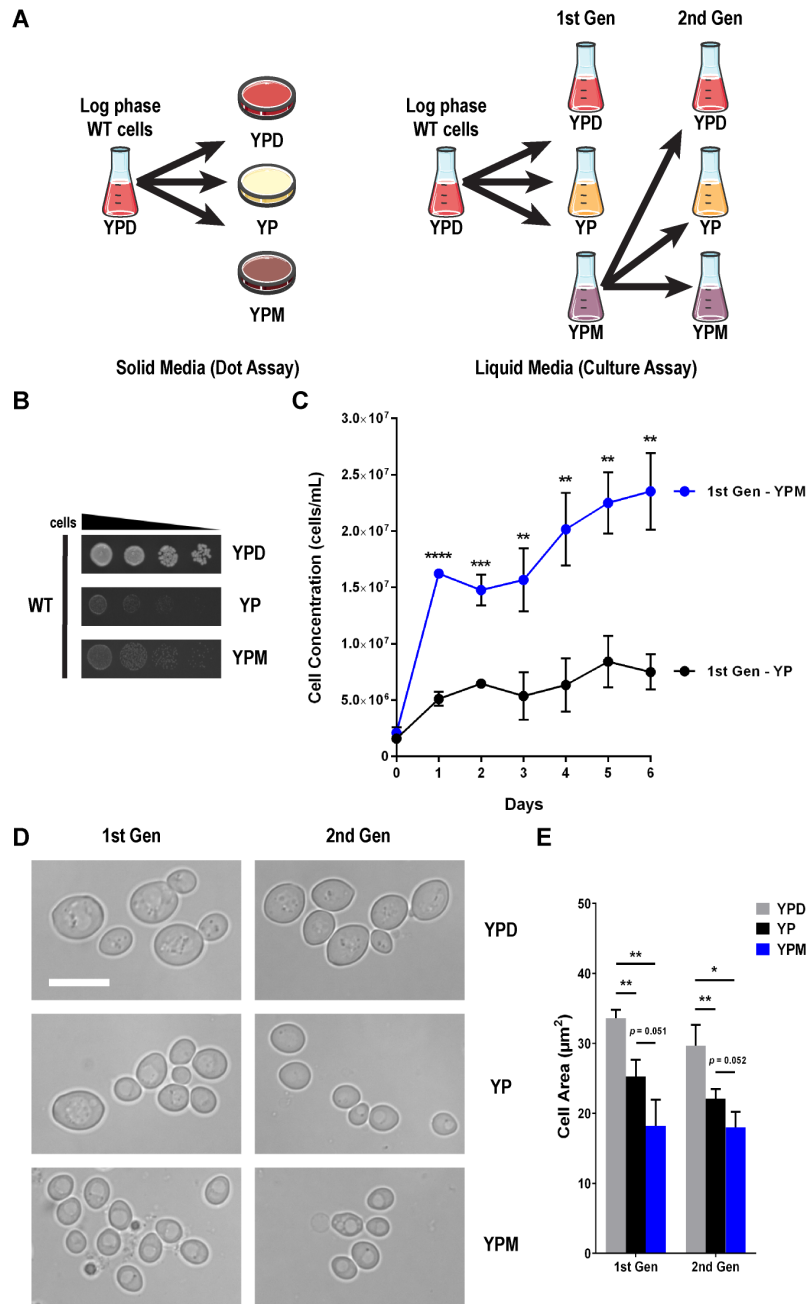 A
1st Gen
2nd Gen
Log phase
WT cells
YPD
YPD
YP
YPM
Log phase
WT cells
YPD
YPD
YP
YPM
YPD
YP
YPM
Solid Media (Dot Assay)
Liquid Media (Culture Assay)
B
cells
WT
YPD
YP
YPM
C
Cell Concentration (cells/mL)
3.0×10⁷
2.5×10⁷
2.0×10⁷
1.5×10⁷
1.0×10⁷
5.0×10⁶
0
0 1 2 3 4 5 6
Days
****
***
**
**
**
**
1st Gen - YPM
1st Gen - YP
D
1st Gen
2nd Gen
YPD
YP
YPM
E
YPD
YP
YPM
Cell Area (µm²)
50
40
30
20
10
0
**
**
p = 0.051
*
**
p = 0.052
1st Gen
2nd Gen